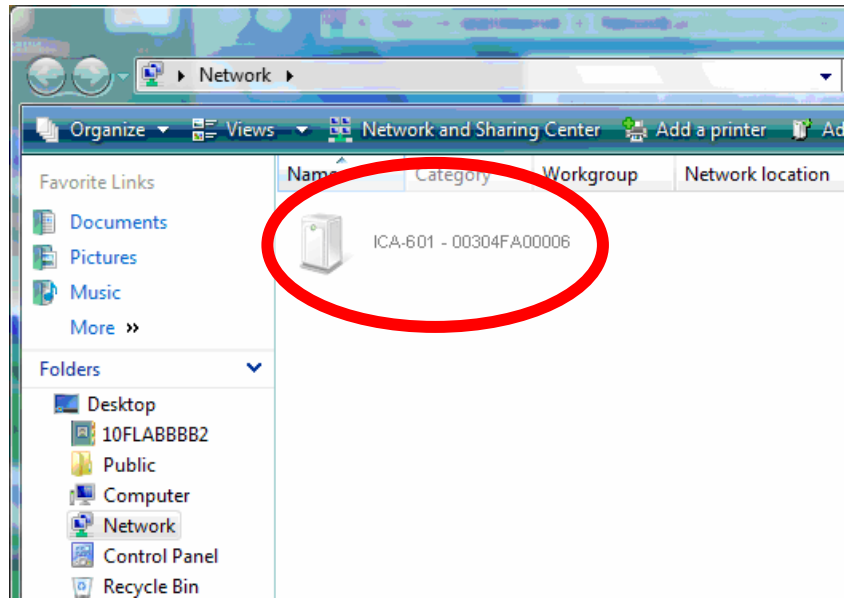 Network
Organize Views Network and Sharing Center Add a printer Ad
Favorite Links
Documents
Pictures
Music
More »
Folders
Desktop
10FLABBBB2
Public
Computer
Network
Control Panel
Recycle Bin
Name Category Workgroup Network location
ICA-601 - 00304FA00006